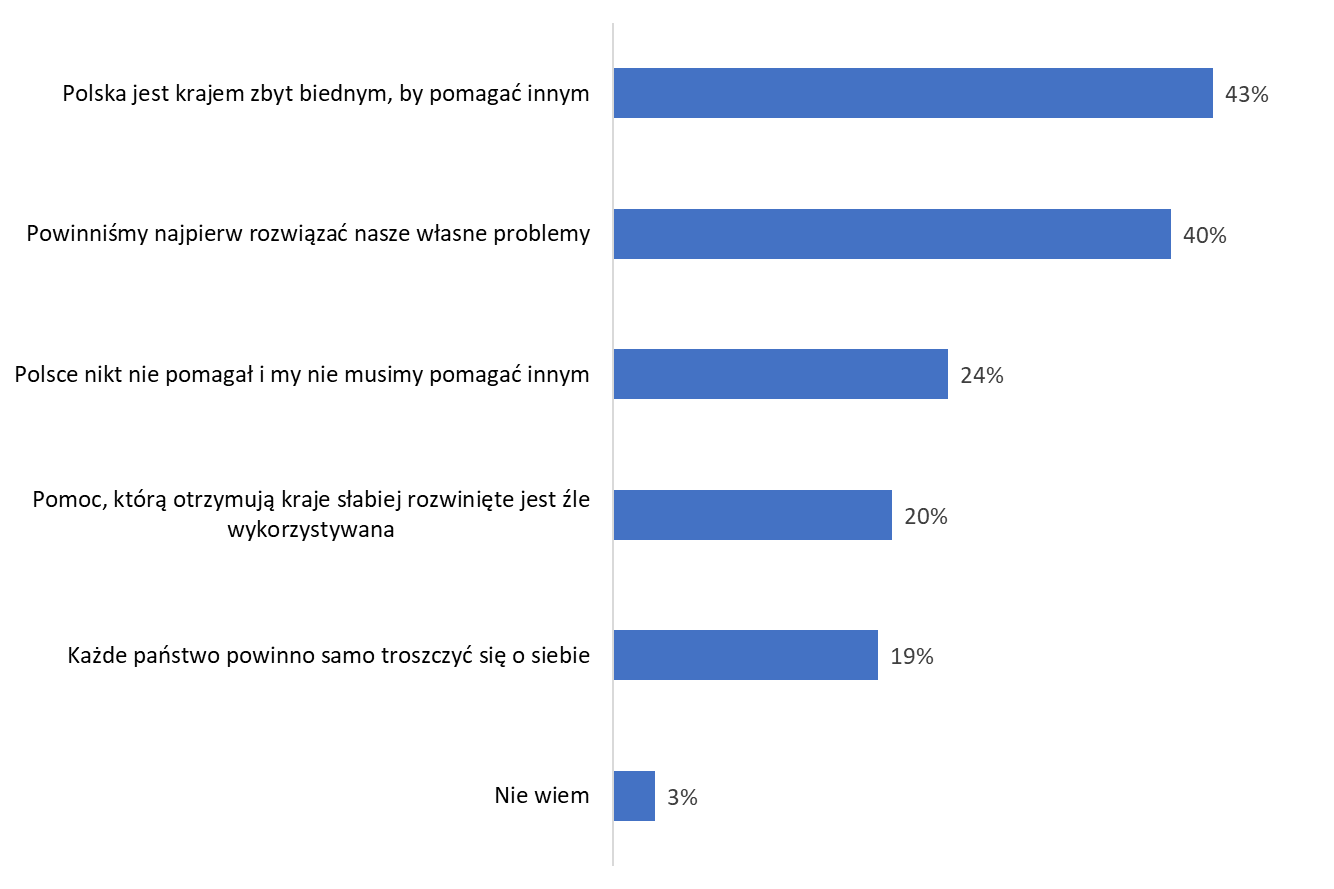 Polska jest krajem zbyt biednym, by pomagać innym
43%
Powinniśmy najpierw rozwiązać nasze własne problemy
40%
Polsce nikt nie pomagał i my nie musimy pomagać innym
24%
Pomoc, którą otrzymują kraje słabiej rozwinięte jest źle
wykorzystywana
20%
Każde państwo powinno samo troszczyć się o siebie
19%
Nie wiem
3%